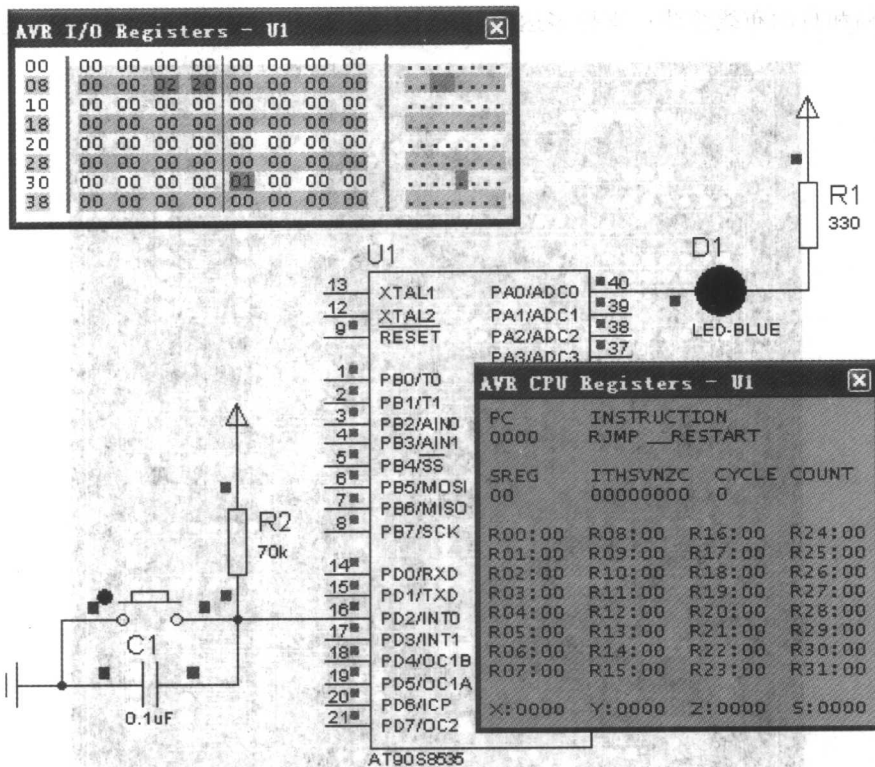 AVR I/O Registers - U1
00 00 00 00 00 00 00 00 00 ........
08 00 00 02 20 00 00 00 00 ........
10 00 00 00 00 00 00 00 00 ........
18 00 00 00 00 00 00 00 00 ........
20 00 00 00 00 00 00 00 00 ........
28 00 00 00 00 00 00 00 00 ........
30 00 00 00 00 01 00 00 00 ........
38 00 00 00 00 00 00 00 00 ........
R1
330
D1
LED-BLUE
U1
13 XTAL1
12 XTAL2
9 RESET
1 PB0/T0
2 PB1/T1
3 PB2/AIN0
4 PB3/AIN1
5 PB4/SS
6 PB5/MOSI
7 PB6/MISO
8 PB7/SCK
14 PD0/RXD
15 PD1/TXD
16 PD2/INT0
17 PD3/INT1
18 PD4/OC1B
19 PD5/OC1A
20 PD6/ICP
21 PD7/OC2
PA0/ADC0 40
PA1/ADC1 39
PA2/ADC2 38
PA3/ADC3 37
AT90S8535
R2
70k
C1
0.1uF
AVR CPU Registers - U1
PC INSTRUCTION
0000 RJMP __RESTART
SREG ITHSVNZC CYCLE COUNT
00 00000000 0
R00:00 R08:00 R16:00 R24:00
R01:00 R09:00 R17:00 R25:00
R02:00 R10:00 R18:00 R26:00
R03:00 R11:00 R19:00 R27:00
R04:00 R12:00 R20:00 R28:00
R05:00 R13:00 R21:00 R29:00
R06:00 R14:00 R22:00 R30:00
R07:00 R15:00 R23:00 R31:00
X:0000 Y:0000 Z:0000 S:0000